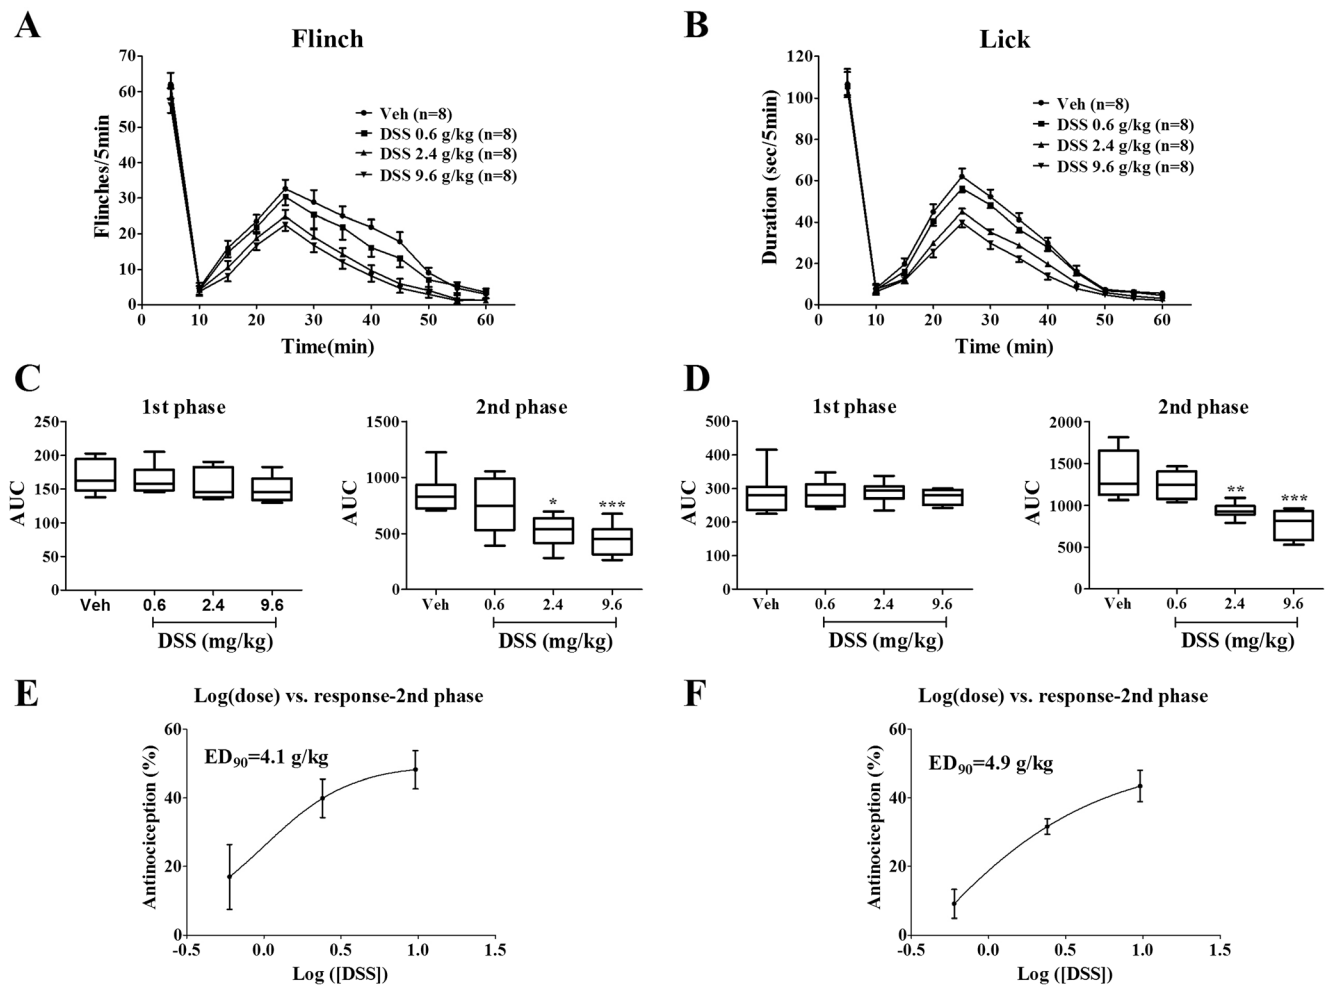 A
Flinch
70
60
50
40
30
20
10
0
Flinches/5min
Veh (n=8)
DSS 0.6 g/kg (n=8)
DSS 2.4 g/kg (n=8)
DSS 9.6 g/kg (n=8)
0 10 20 30 40 50 60
Time(min)
B
Lick
120
100
80
60
40
20
0
Duration (sec/5min)
Veh (n=8)
DSS 0.6 g/kg (n=8)
DSS 2.4 g/kg (n=8)
DSS 9.6 g/kg (n=8)
0 10 20 30 40 50 60
Time (min)
C
1st phase
250
200
150
100
50
0
AUC
Veh 0.6 2.4 9.6
DSS (mg/kg)
2nd phase
1500
1000
500
0
AUC
* ***
Veh 0.6 2.4 9.6
DSS (mg/kg)
D
1st phase
500
400
300
200
100
0
AUC
Veh 0.6 2.4 9.6
DSS (mg/kg)
2nd phase
2000
1500
1000
500
0
AUC
** ***
Veh 0.6 2.4 9.6
DSS (mg/kg)
E
Log(dose) vs. response-2nd phase
60
40
20
0
Antinociception (%)
ED90=4.1 g/kg
-0.5 0.0 0.5 1.0 1.5
Log ([DSS])
F
Log(dose) vs. response-2nd phase
60
40
20
0
Antinociception (%)
ED90=4.9 g/kg
-0.5 0.0 0.5 1.0 1.5
Log ([DSS])